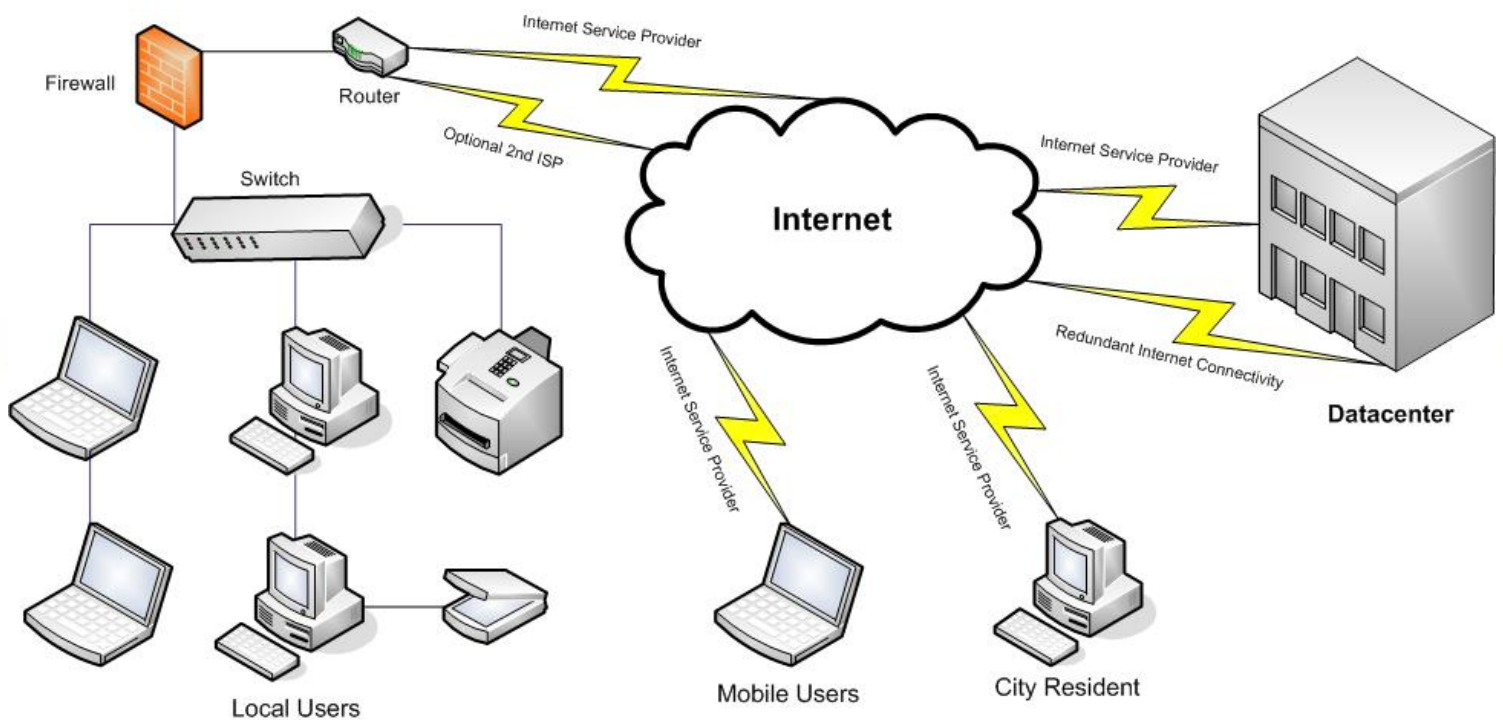 Internet Service Provider
Firewall
Router
Optional 2nd ISP
Internet Service Provider
Switch
Internet
Internet Service Provider
Internet Service Provider
Redundant Internet Connectivity
Datacenter
Local Users
Mobile Users
City Resident